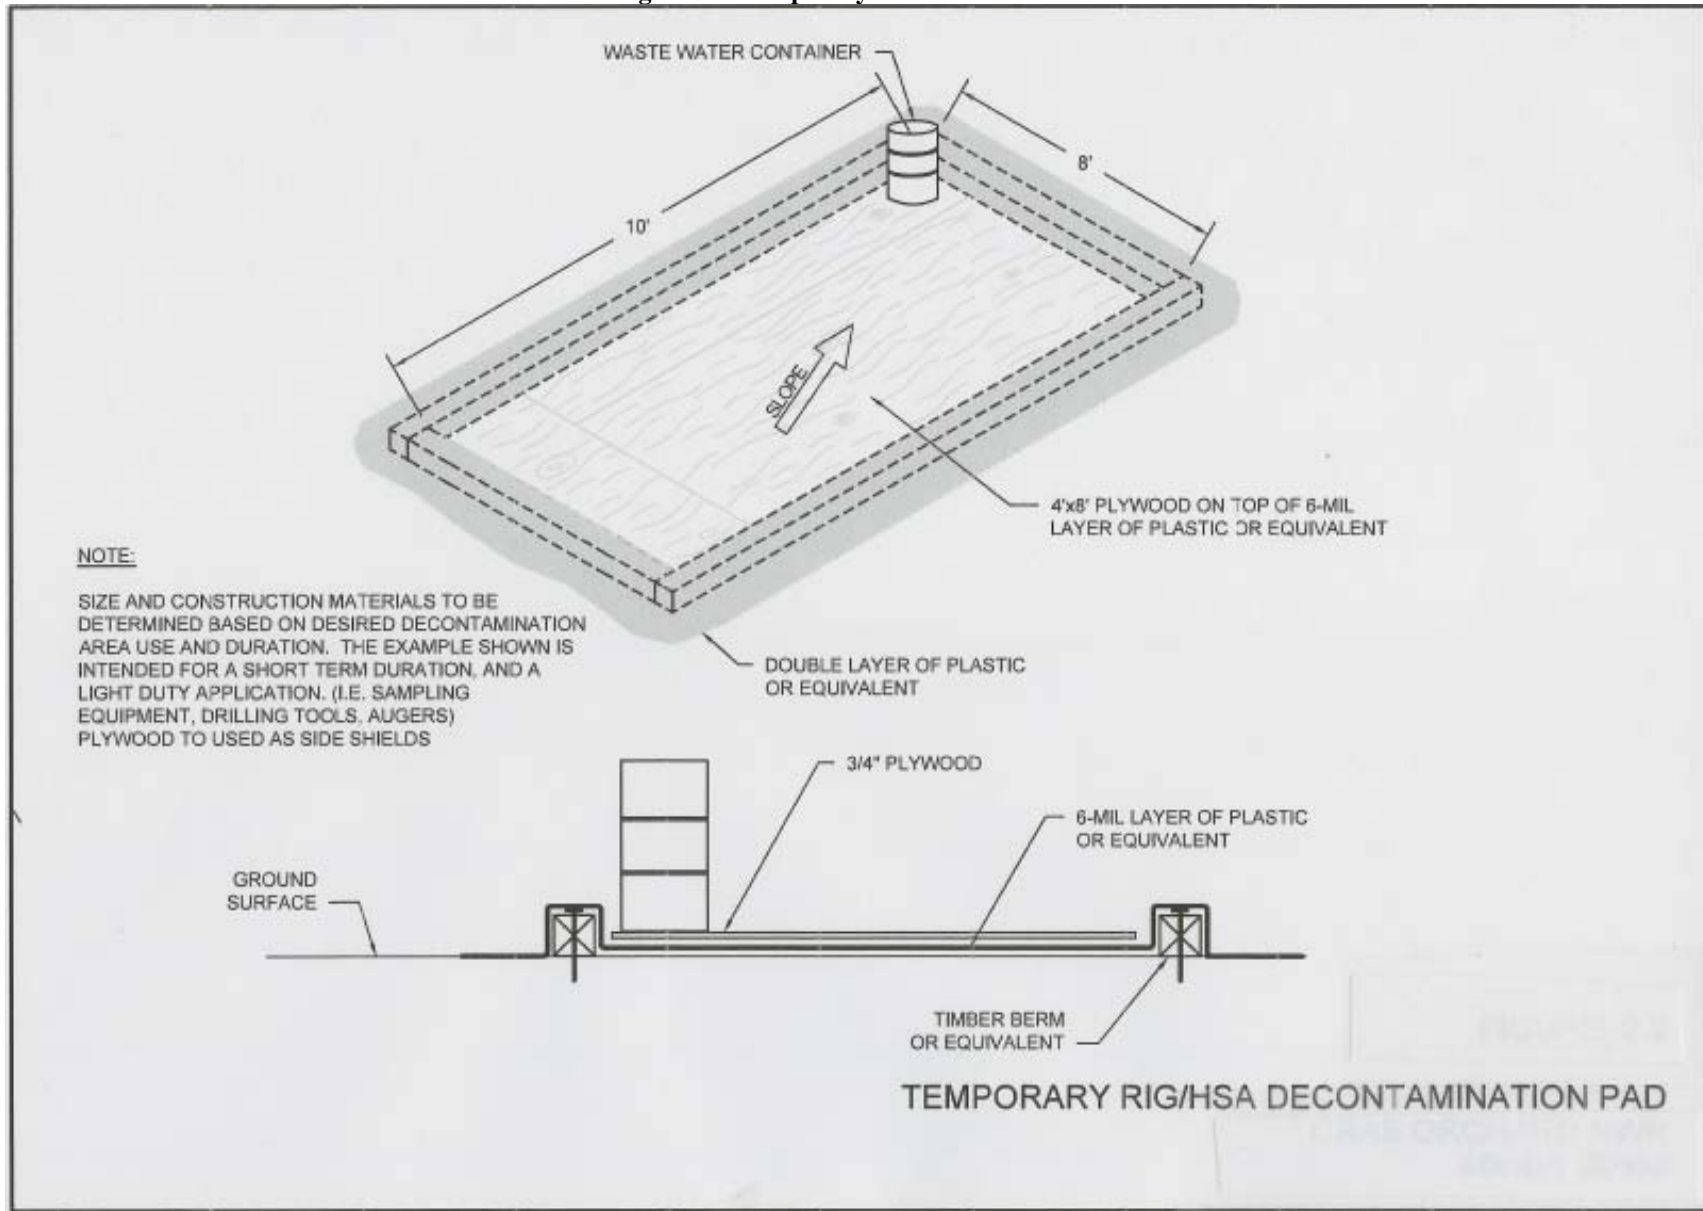 WASTE WATER CONTAINER
8'
10'
SLOPE
4'x8' PLYWOOD ON TOP OF 6-MIL
LAYER OF PLASTIC OR EQUIVALENT
NOTE:
SIZE AND CONSTRUCTION MATERIALS TO BE
DETERMINED BASED ON DESIRED DECONTAMINATION
AREA USE AND DURATION. THE EXAMPLE SHOWN IS
INTENDED FOR A SHORT TERM DURATION, AND A
LIGHT DUTY APPLICATION. (I.E. SAMPLING
EQUIPMENT, DRILLING TOOLS, AUGERS)
PLYWOOD TO USED AS SIDE SHIELDS
DOUBLE LAYER OF PLASTIC
OR EQUIVALENT
3/4" PLYWOOD
6-MIL LAYER OF PLASTIC
OR EQUIVALENT
GROUND
SURFACE
TIMBER BERM
OR EQUIVALENT
TEMPORARY RIG/HSA DECONTAMINATION PAD